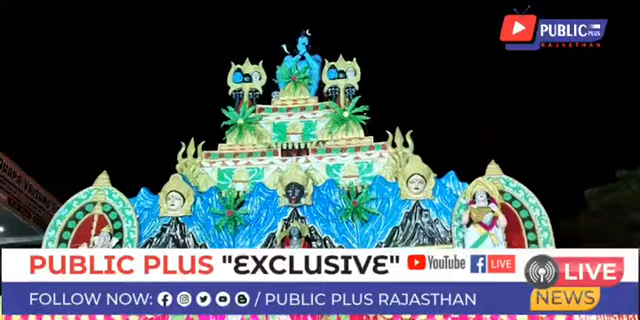 PUBLIC PLUS
RAJASTHAN
PUBLIC PLUS "EXCLUSIVE"
YouTube LIVE
LIVE
NEWS
FOLLOW NOW: / PUBLIC PLUS RAJASTHAN